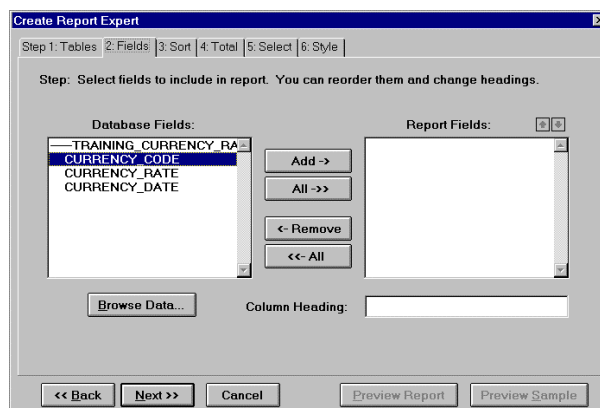 Create Report Expert
Step 1: Tables 2: Fields 3: Sort 4: Total 5: Select 6: Style
Step: Select fields to include in report. You can reorder them and change headings.
Database Fields: Report Fields:
TRAINING_CURRENCY_RA
CURRENCY_CODE
CURRENCY_RATE
CURRENCY_DATE
Add ->
All ->>
<- Remove
<<- All
Browse Data... Column Heading:
<< Back Next >> Cancel Preview Report Preview Sample